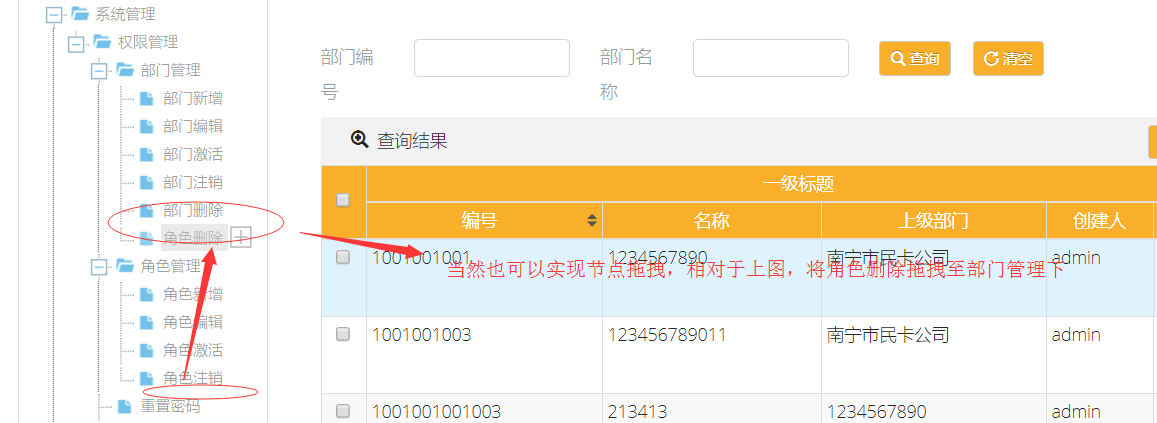 系统管理
权限管理
部门管理
部门新增
部门编辑
部门激活
部门注销
部门删除
角色删除
角色管理
角色新增
角色编辑
角色激活
角色注销
重置密码
部门编号
部门名称
查询
清空
查询结果
一级标题
编号 名称 上级部门 创建人
1001001001 1234567890 南宁市民卡公司 admin
当然也可以实现节点拖拽，相对于上图，将角色删除拖拽至部门管理下
1001001003 123456789011 南宁市民卡公司 admin
1001001001003 213413 1234567890 admin